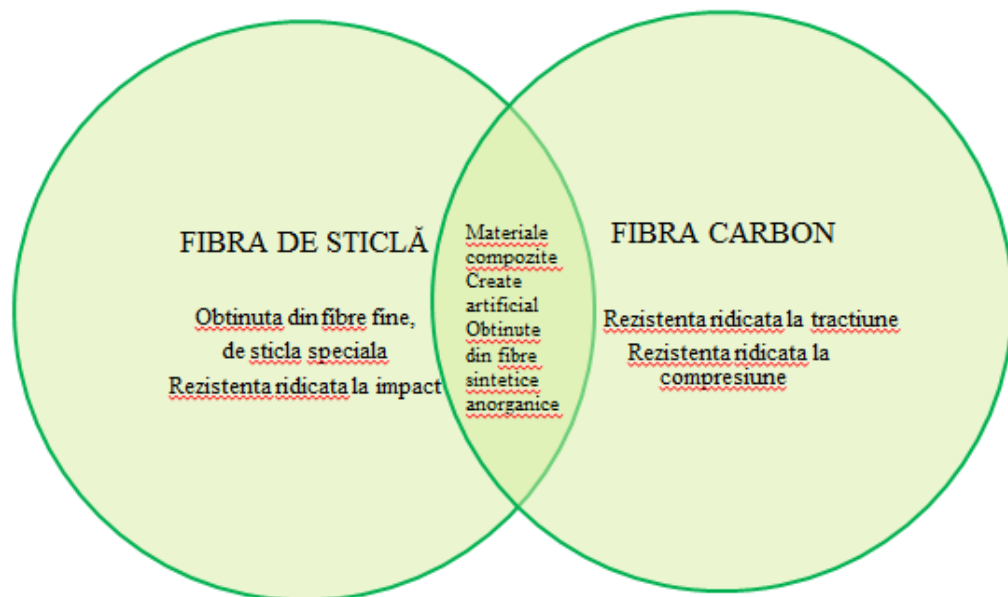 FIBRA DE STICLĂ
Obtinuta din fibre fine,
de sticla speciala
Rezistenta ridicata la impact
Materiale
compozite
Create
artificial
Obtinute
din fibre
sintetice
anorganice
FIBRA CARBON
Rezistenta ridicata la tractiune
Rezistenta ridicata la
compresiune